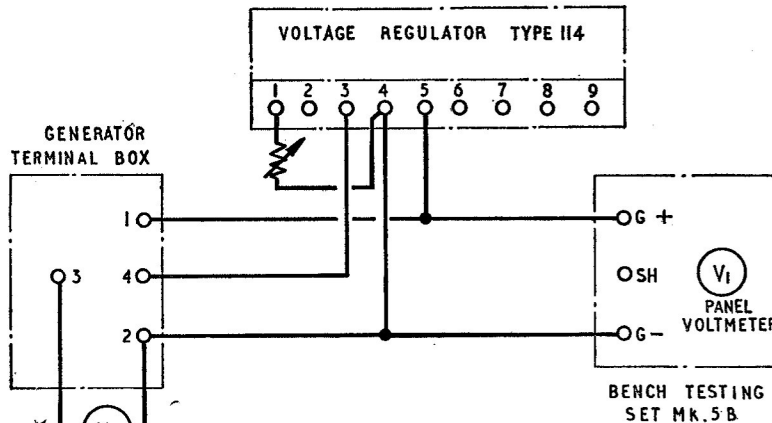 VOLTAGE REGULATOR TYPE 114
1 2 3 4 5 6 7 8 9
GENERATOR
TERMINAL BOX
1
G +
3
4
SH
V1
PANEL
VOLTMETER
2
G-
BENCH TESTING
SET MK.5B